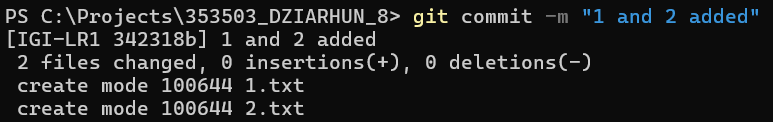 PS C:\Projects\353503_DZIARHUN_8> git commit -m "1 and 2 added"
[IGI-LR1 342318b] 1 and 2 added
 2 files changed, 0 insertions(+), 0 deletions(-)
 create mode 100644 1.txt
 create mode 100644 2.txt